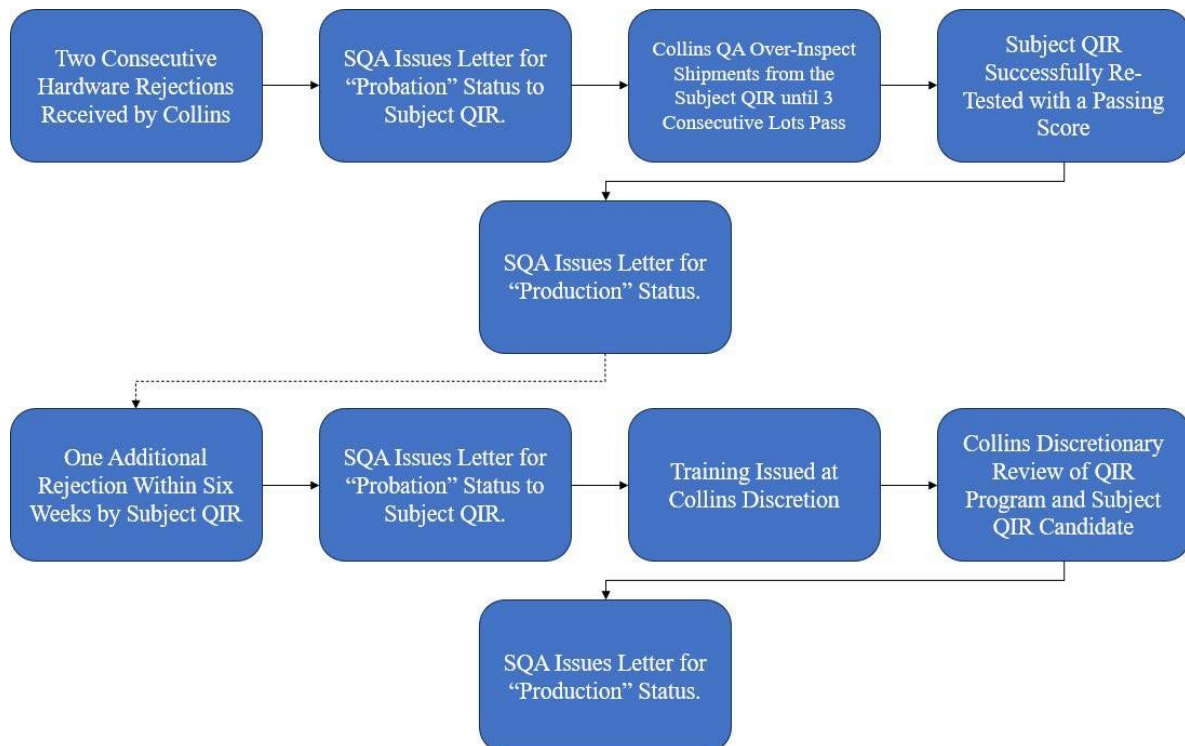 Two Consecutive
Hardware Rejections
Received by Collins
SQA Issues Letter for
“Probation” Status to
Subject QIR.
Collins QA Over-Inspect
Shipments from the
Subject QIR until 3
Consecutive Lots Pass
Subject QIR
Successfully Re-
Tested with a Passing
Score
SQA Issues Letter for
“Production” Status.
One Additional
Rejection Within Six
Weeks by Subject QIR
SQA Issues Letter for
“Probation” Status to
Subject QIR.
Training Issued at
Collins Discretion
Collins Discretionary
Review of QIR
Program and Subject
QIR Candidate
SQA Issues Letter for
“Production” Status.